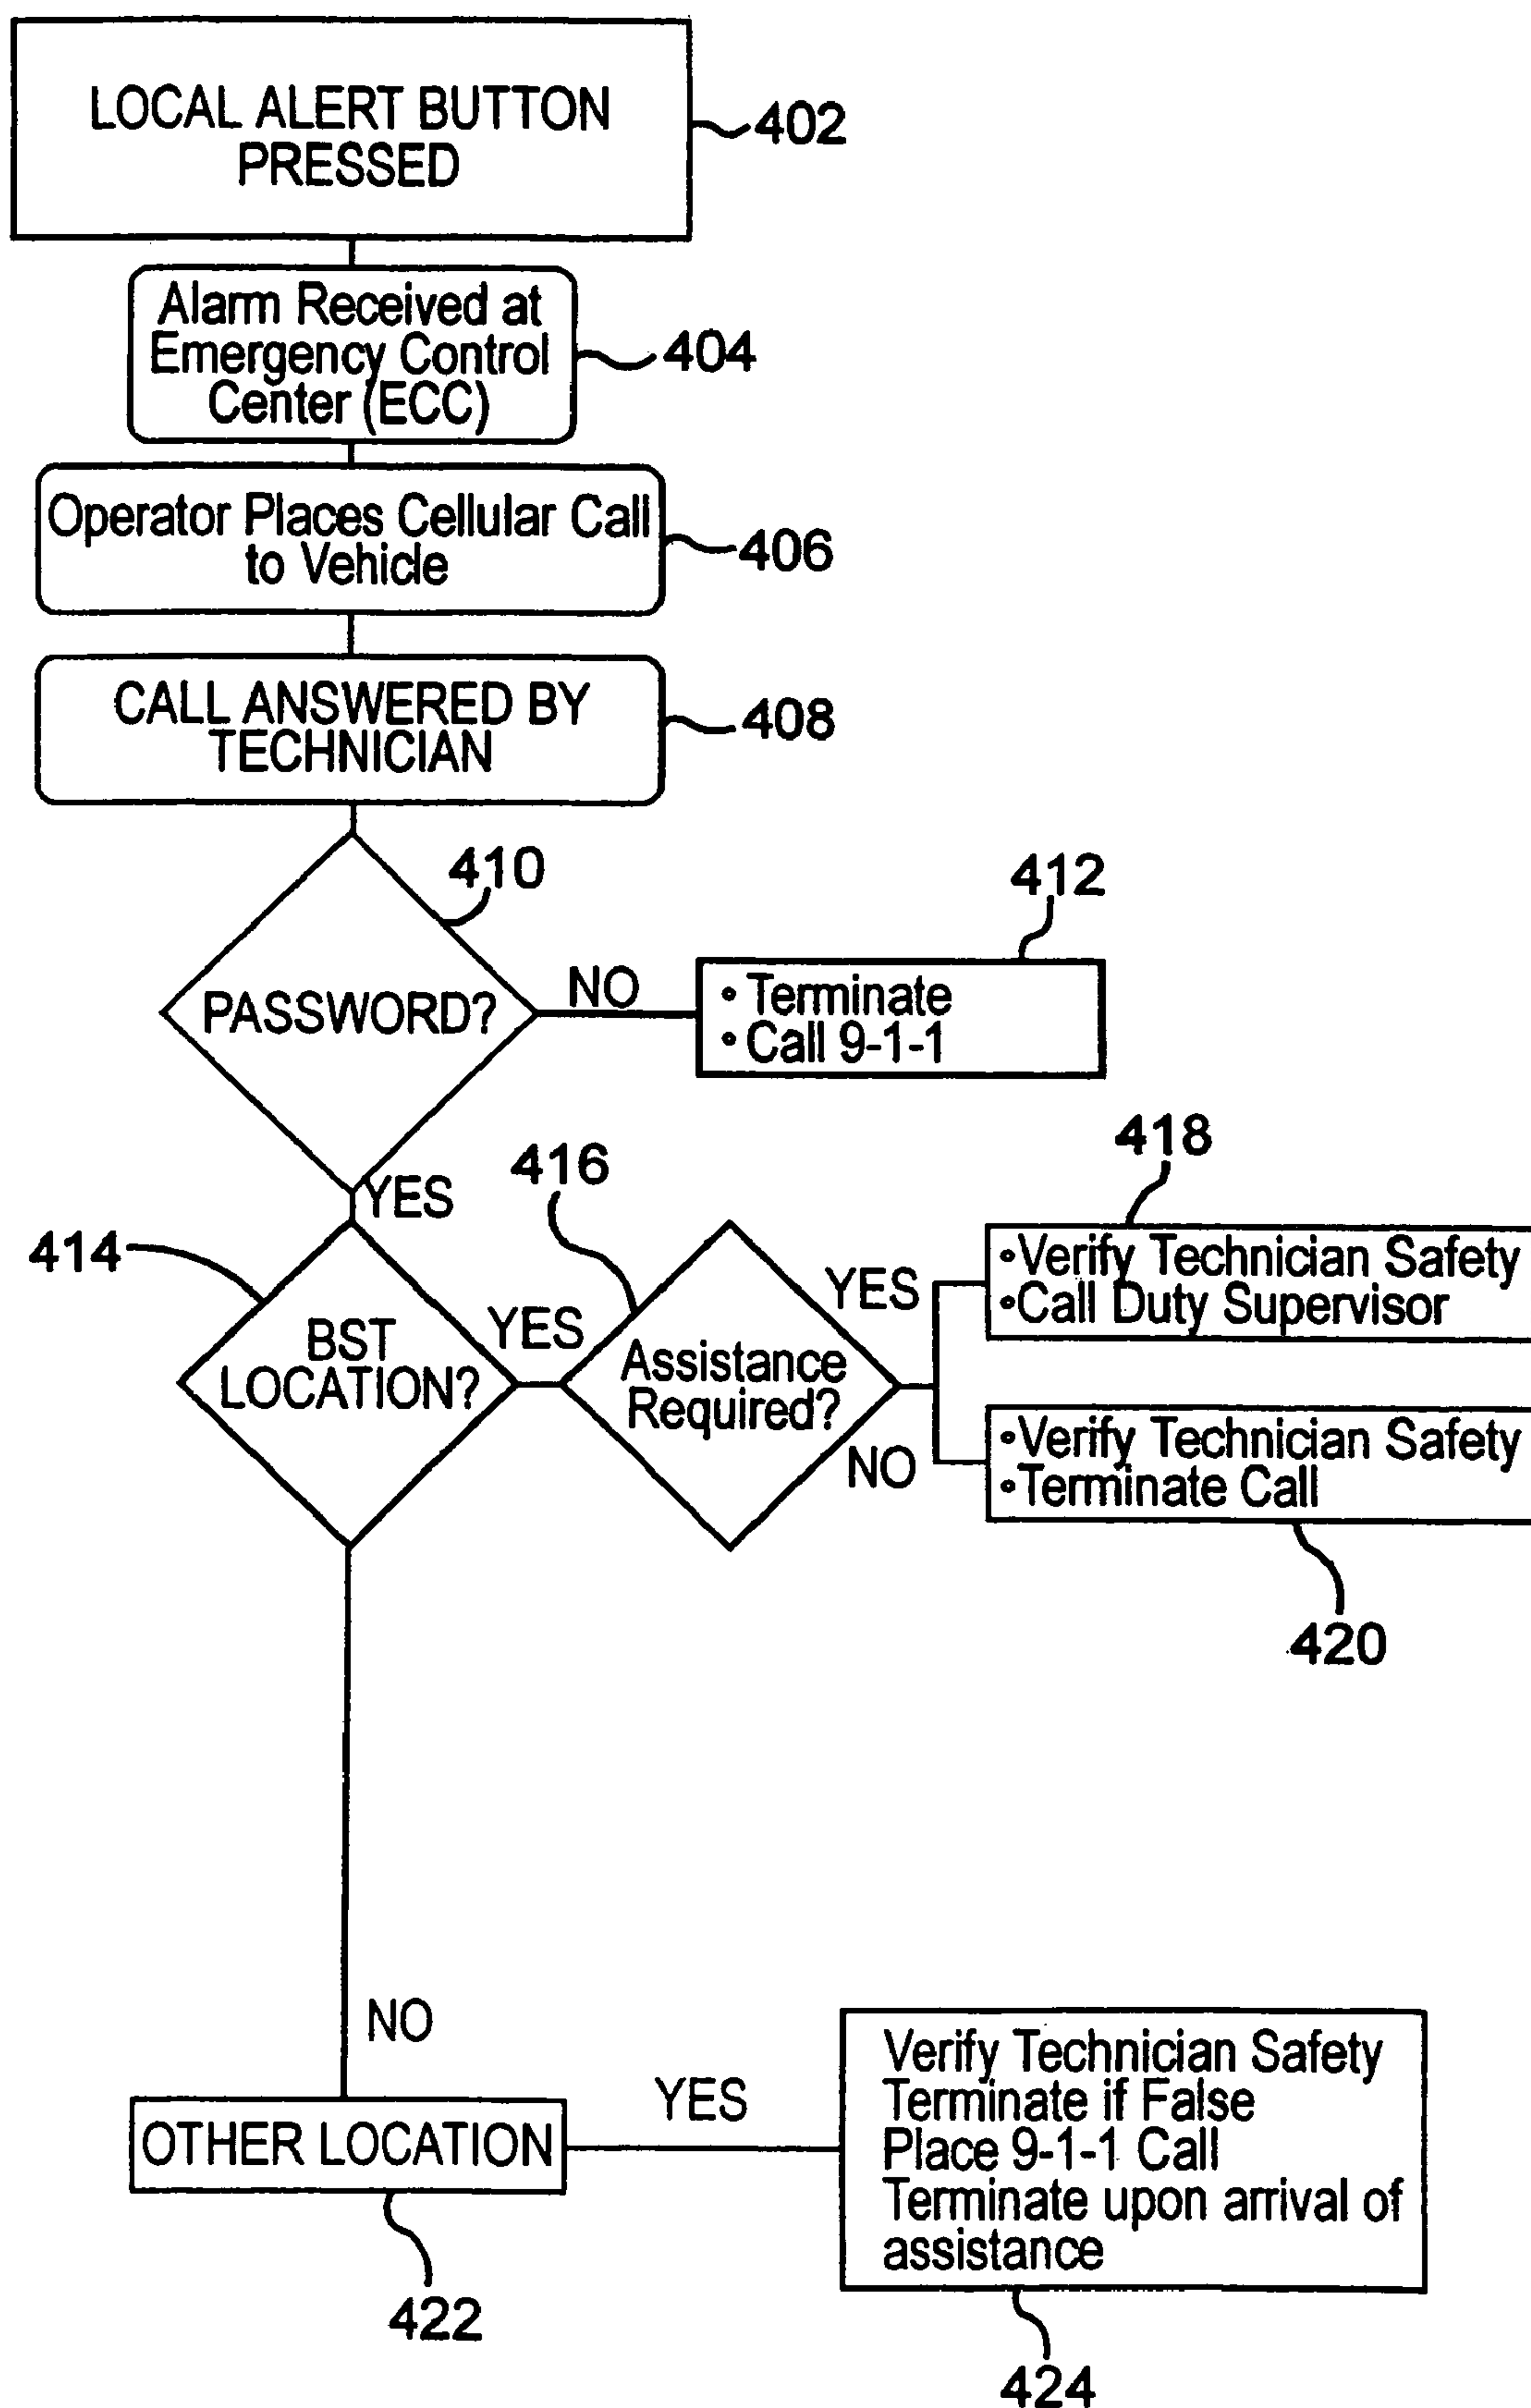 LOCAL ALERT BUTTON
PRESSED
402
Alarm Received at
Emergency Control
Center (ECC)
404
Operator Places Cellular Call
to Vehicle
406
CALL ANSWERED BY
TECHNICIAN
408
410
PASSWORD?
NO
412
• Terminate
• Call 9-1-1
YES
414
BST
LOCATION?
YES
416
Assistance
Required?
YES
418
•Verify Technician Safety
•Call Duty Supervisor
NO
•Verify Technician Safety
•Terminate Call
420
NO
OTHER LOCATION
422
YES
Verify Technician Safety
Terminate if False
Place 9-1-1 Call
Terminate upon arrival of
assistance
424